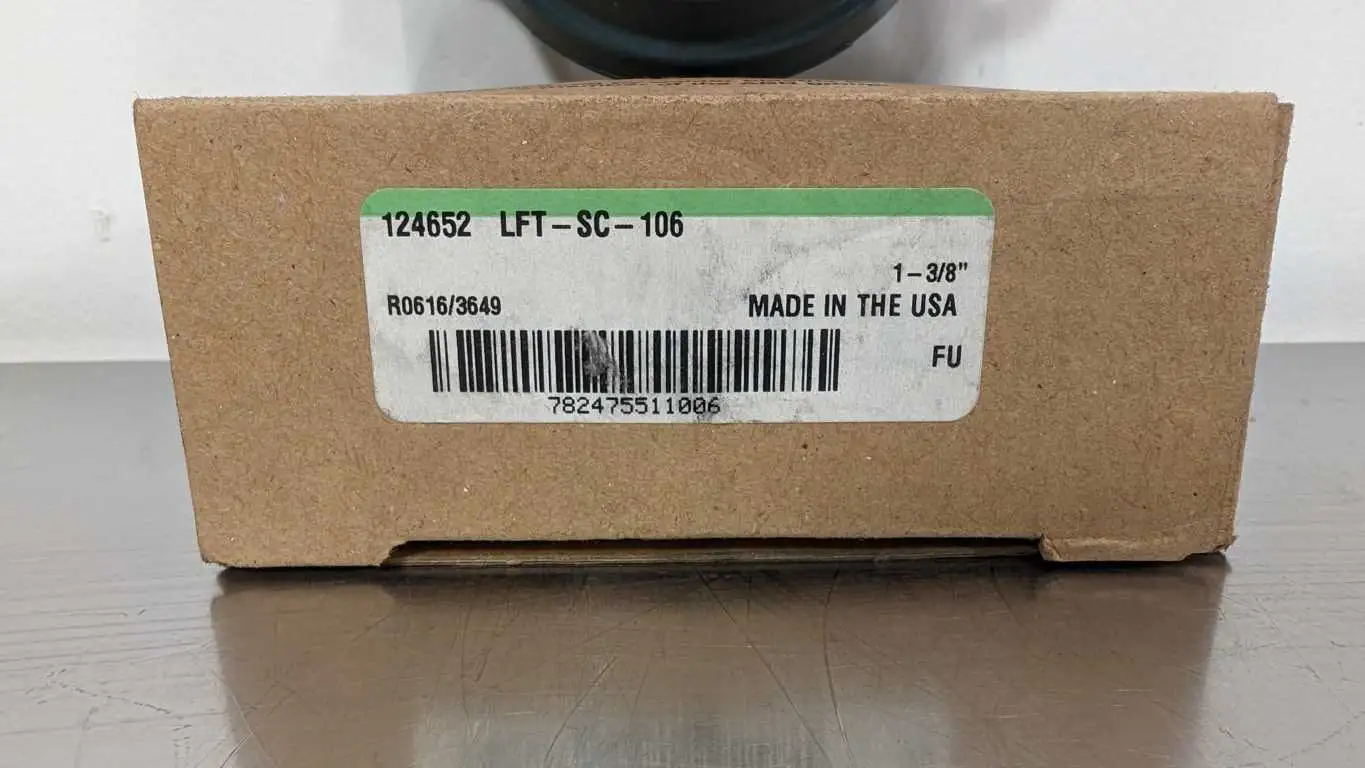 124652 LFT-SC-106
1-3/8"
R0616/3649 MADE IN THE USA
FU
782475511006